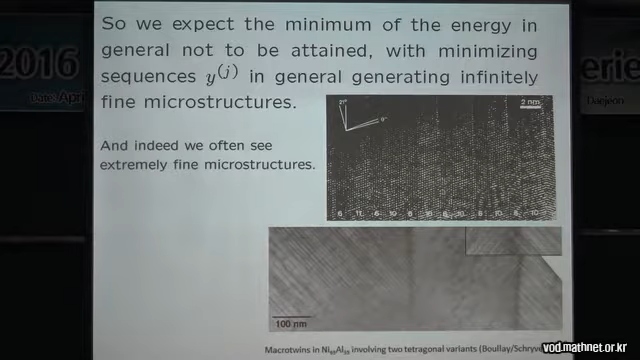 So we expect the minimum of the energy in
general not to be attained, with minimizing
sequences y^(j) in general generating infinitely
fine microstructures.
And indeed we often see
extremely fine microstructures.
2 nm
100 nm
Macrotwins in Ni₆₅Al₃₅ involving two tetragonal variants (Boullay/Schryve
2016
erie
Daejeon
vod.mathnet.or.kr